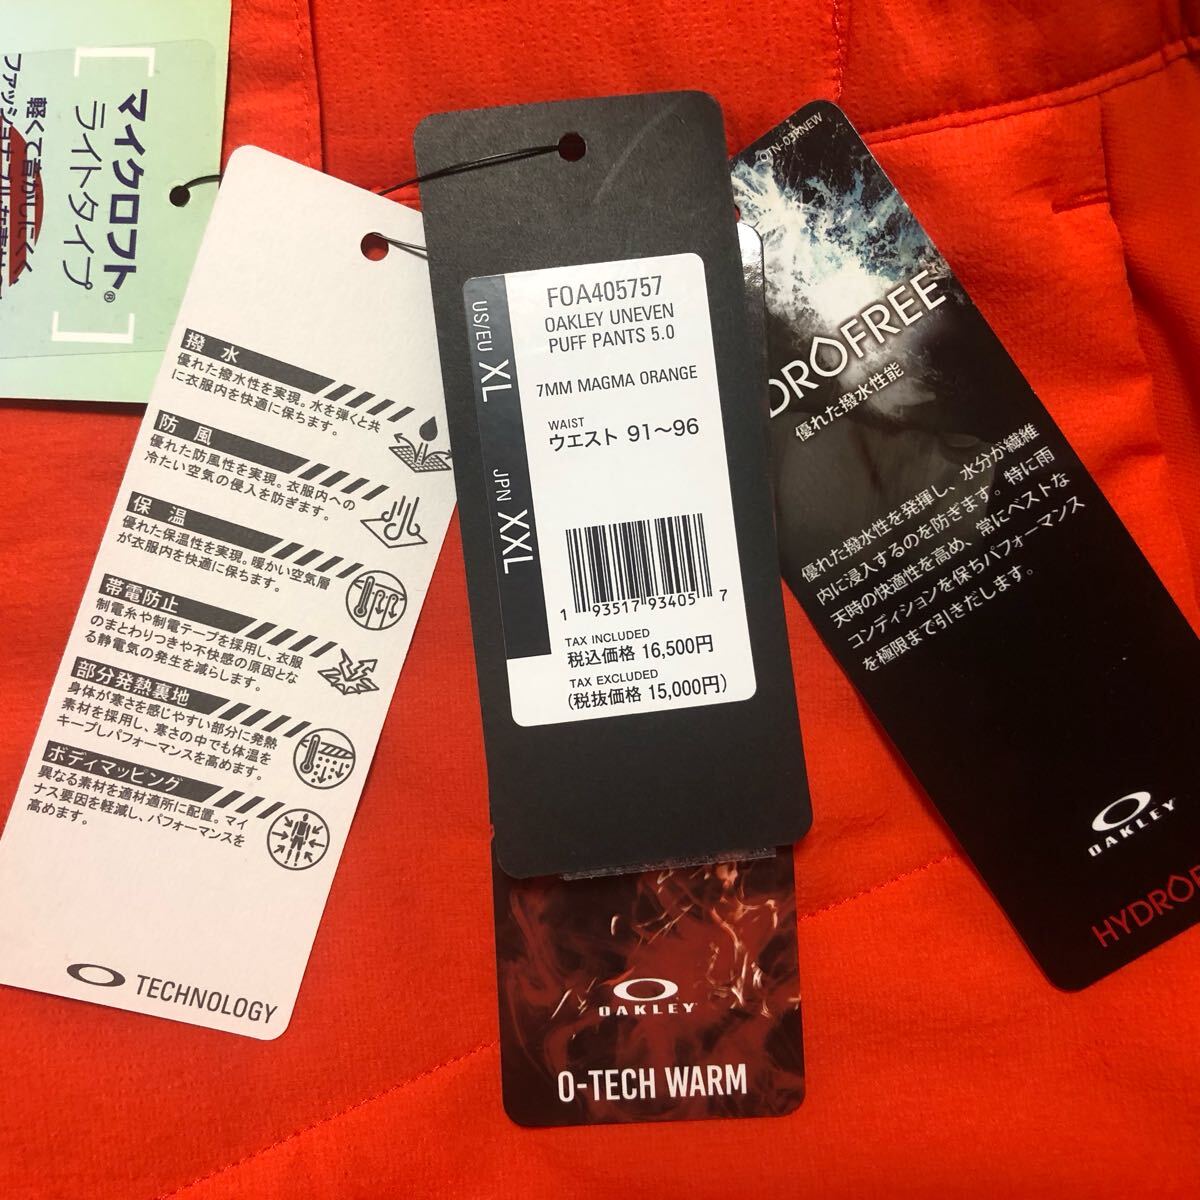 [マイクロフト®
ライトタイプ]
軽くて音がしにくく
撥水
優れた撥水性を実現。水を弾くと共
に衣服内を快適に保ちます。
防風
優れた防風性を実現。衣服内への
冷たい空気の侵入を防ぎます。
保温
優れた保温性を実現。暖かい空気層
が衣服内を快適に保ちます。
帯電防止
制電糸や制電テープを採用し、衣服
のまとわりつきや不快感の原因とな
る静電気の発生を減らします。
部分発熱裏地
身体が寒さを感じやすい部分に発熱
素材を採用し、寒さの中でも体温を
キープしパフォーマンスを高めます。
ボディマッピング
異なる素材を適材適所に配置。マイ
ナス要因を軽減し、パフォーマンスを
高めます。
TECHNOLOGY
US/EU XL
JPN XXL
FOA405757
OAKLEY UNEVEN
PUFF PANTS 5.0
7MM MAGMA ORANGE
WAIST
ウエスト 91～96
1 93517 93405 7
TAX INCLUDED
税込価格 16,500円
TAX EXCLUDED
(税抜価格 15,000円)
OAKLEY
O-TECH WARM
OTN-03RNEW
DROFREE
優れた撥水性能
優れた撥水性を発揮し、水分が繊維
内に浸入するのを防ぎます。特に雨
天時の快適性を高め、常にベストな
コンディションを保ちパフォーマンス
を極限まで引きだします。
OAKLEY
HYDROF